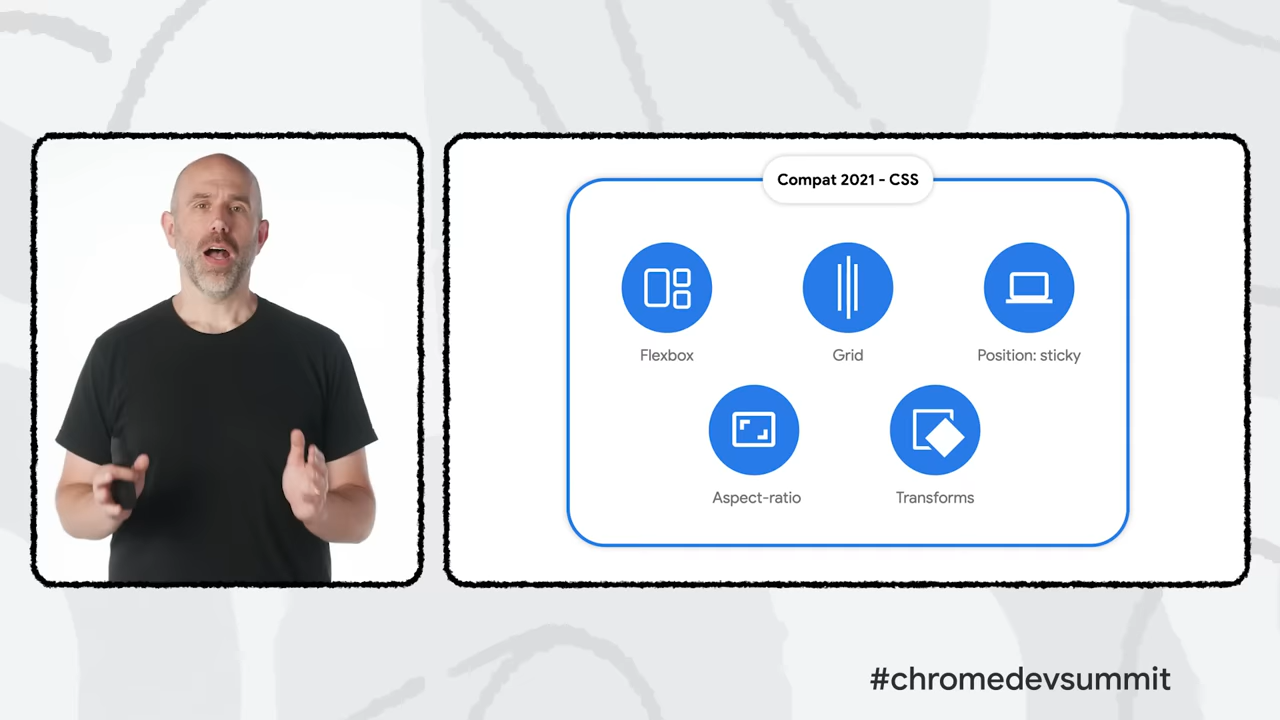 Compat 2021 - CSS
Flexbox
Grid
Position: sticky
Aspect-ratio
Transforms
#chromedevsummit